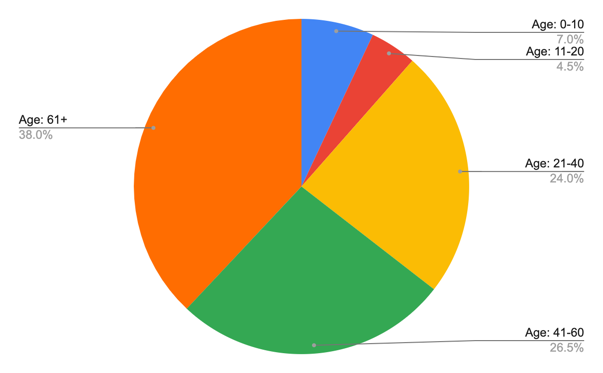 Age: 0-10
7.0%
Age: 11-20
4.5%
Age: 21-40
24.0%
Age: 41-60
26.5%
Age: 61+
38.0%